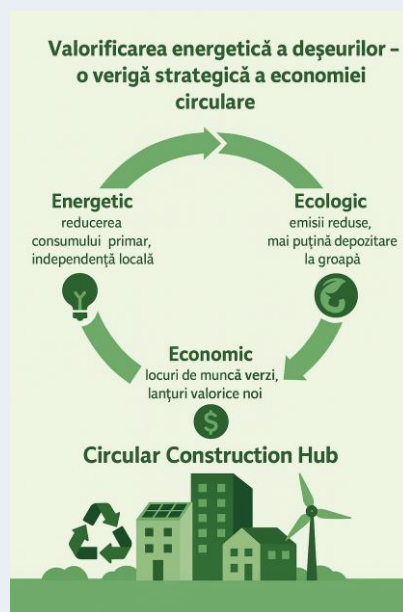 Valorificarea energetică a deșeurilor –
o verigă strategică a economiei
circulare
Energetic
reducerea
consumului primar,
independență locală
Ecologic
emisii reduse,
mai puțină depozitare
la groapà
Economic
locuri de muncă verzi,
lanțuri valorice noi
$
Circular Construction Hub